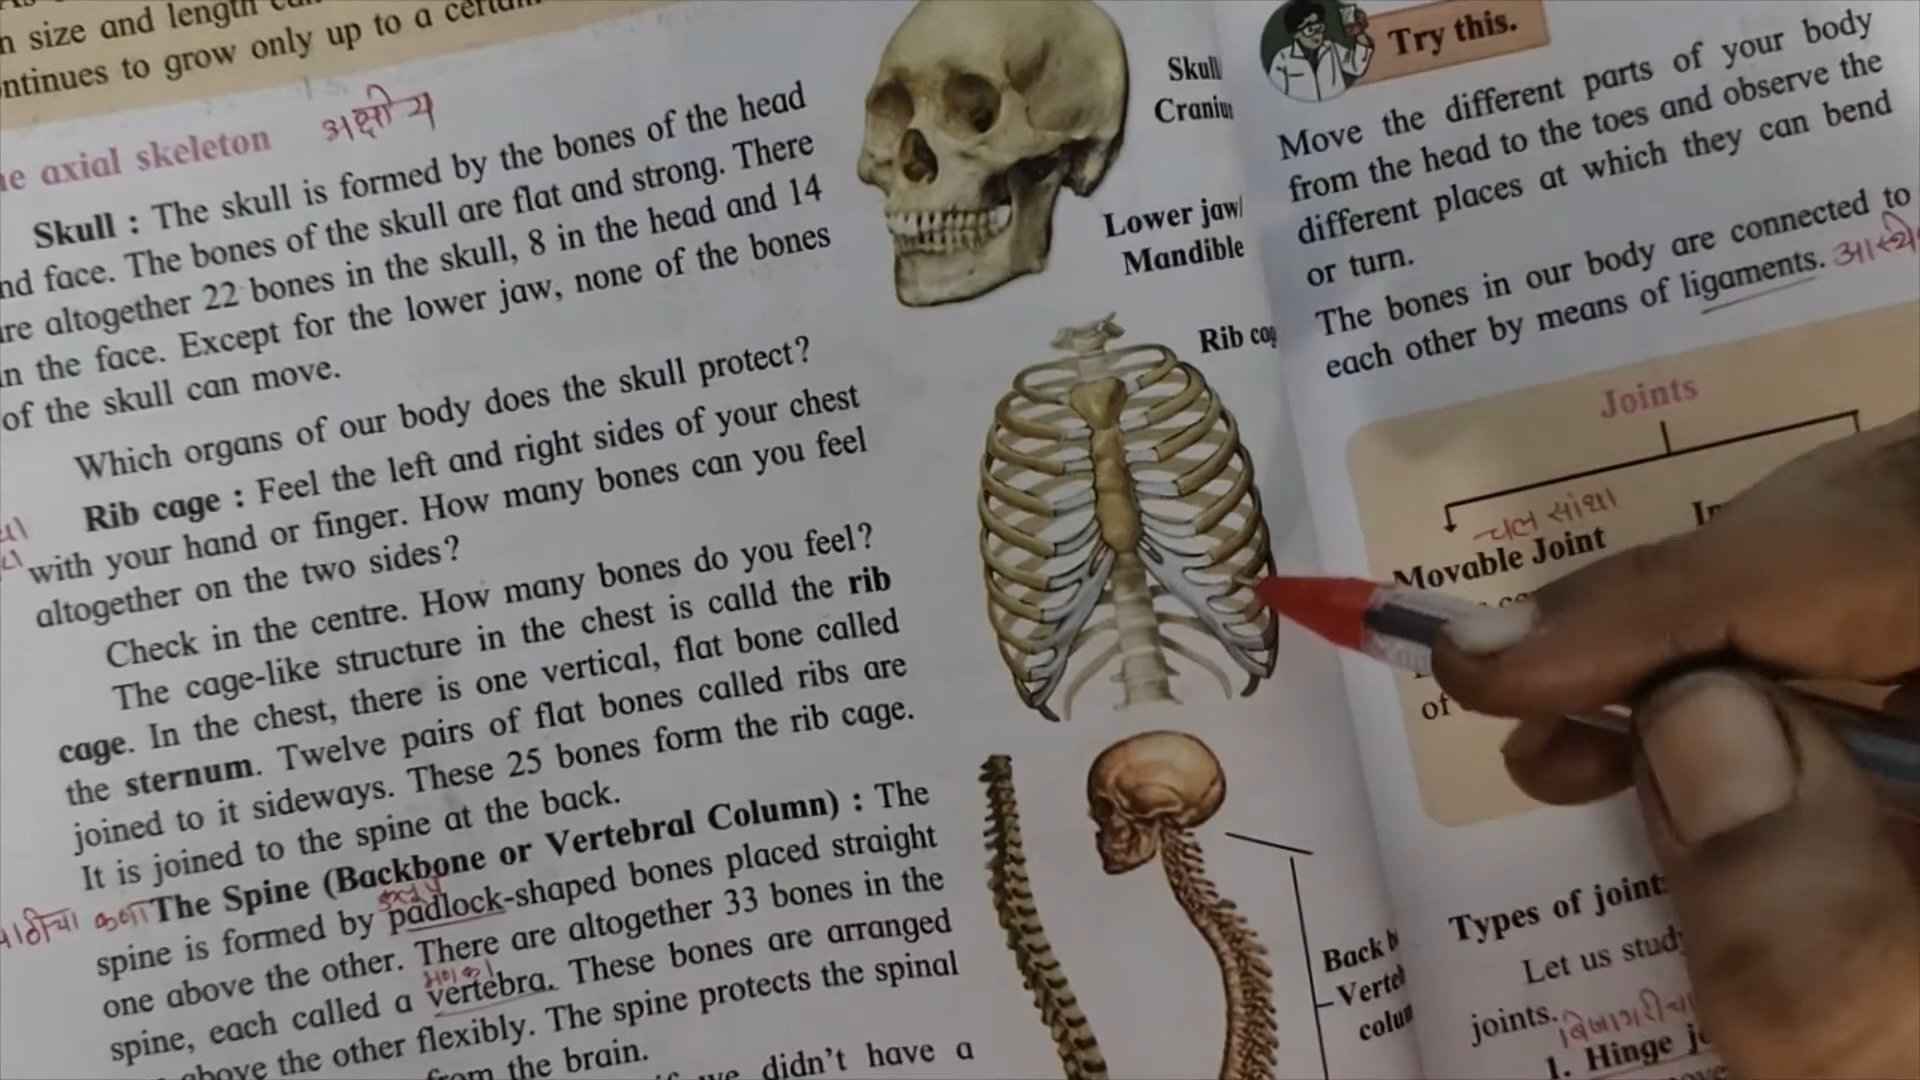 n size and length
ntinues to grow only up to a certain
e axial skeleton अक्षीय
Skull : The skull is formed by the bones of the head
nd face. The bones of the skull are flat and strong. There
re altogether 22 bones in the skull, 8 in the head and 14
n the face. Except for the lower jaw, none of the bones
of the skull can move.
Which organs of our body does the skull protect?
Rib cage : Feel the left and right sides of your chest
with your hand or finger. How many bones can you feel
altogether on the two sides?
Check in the centre. How many bones do you feel?
The cage-like structure in the chest is calld the rib
cage. In the chest, there is one vertical, flat bone called
the sternum. Twelve pairs of flat bones called ribs are
joined to it sideways. These 25 bones form the rib cage.
It is joined to the spine at the back.
The Spine (Backbone or Vertebral Column) : The
spine is formed by padlock-shaped bones placed straight
one above the other. There are altogether 33 bones in the
मणका
spine, each called a vertebra. These bones are arranged
above the other flexibly. The spine protects the spinal
from the brain.
didn't have a
Skull
Craniu
Lower jaw/
Mandible
Rib cag
Back b
Verteb
colum
Try this.
Move the different parts of your body
from the head to the toes and observe the
different places at which they can bend
or turn.
The bones in our body are connected to
each other by means of ligaments.
Joints
चल सांधा
Movable Joint
of
Types of joint
Let us study
joints.
1. Hinge jo